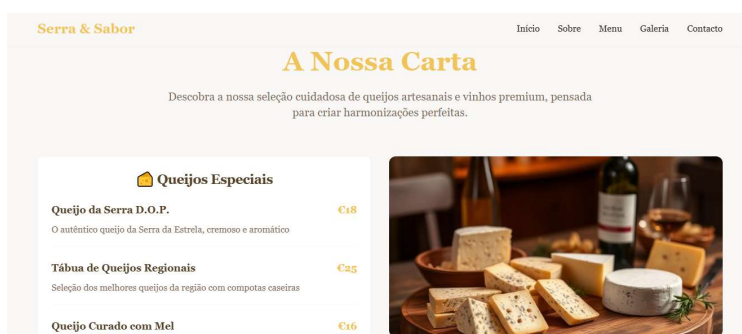 Serra & Sabor
Início Sobre Menu Galeria Contacto
A Nossa Carta
Descobra a nossa seleção cuidadosa de queijos artesanais e vinhos premium, pensada
para criar harmonizações perfeitas.
Queijos Especiais
Queijo da Serra D.O.P. €18
O autêntico queijo da Serra da Estrela, cremoso e aromático
Tábua de Queijos Regionais €25
Seleção dos melhores queijos da região com compotas caseiras
Queijo Curado com Mel €16